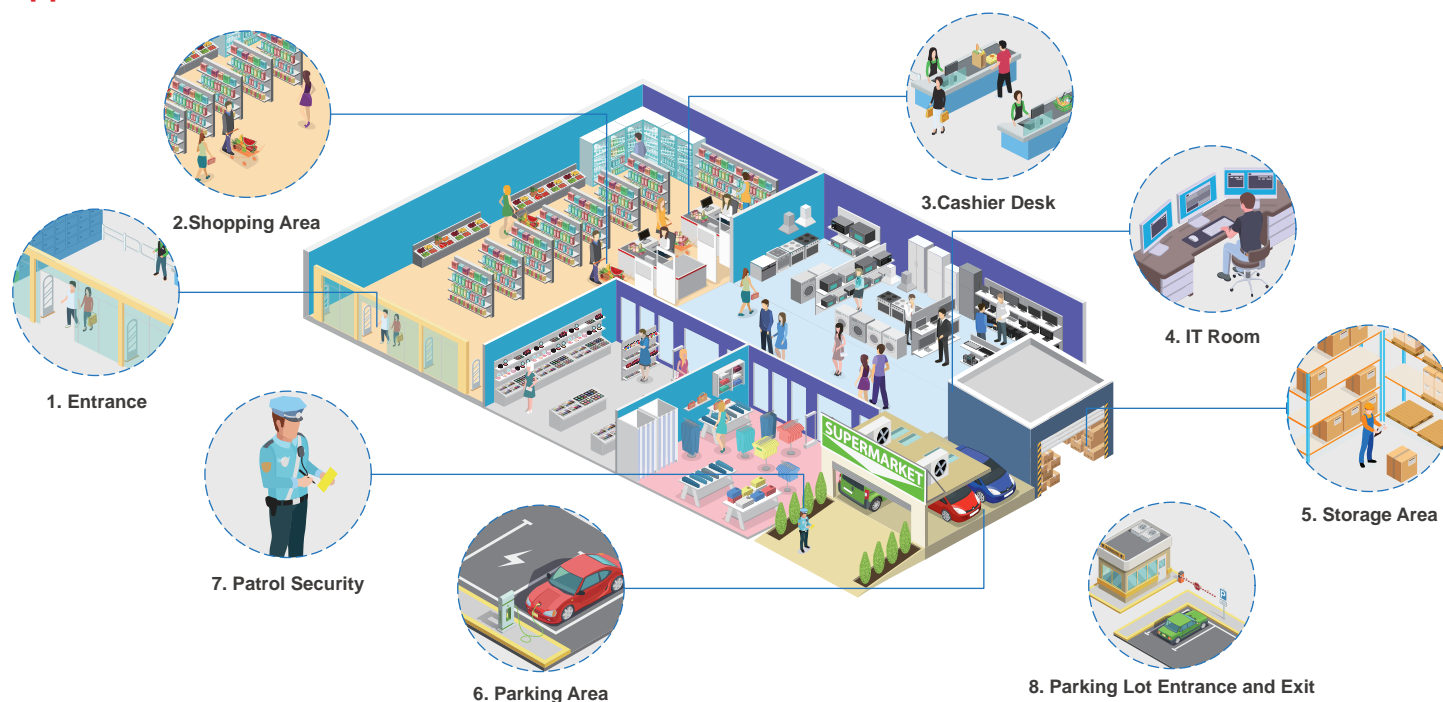 2.Shopping Area
3.Cashier Desk
4. IT Room
1. Entrance
SUPERMARKET
5. Storage Area
7. Patrol Security
6. Parking Area
8. Parking Lot Entrance and Exit